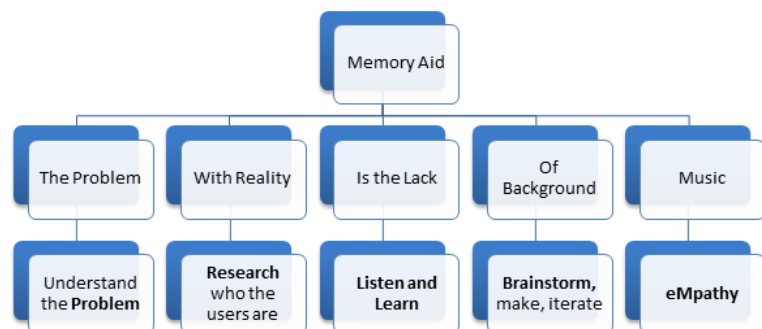 Memory Aid
The Problem
With Reality
Is the Lack
Of
Background
Music
Understand
the Problem
Research
who the
users are
Listen and
Learn
Brainstorm,
make, iterate
eMpathy